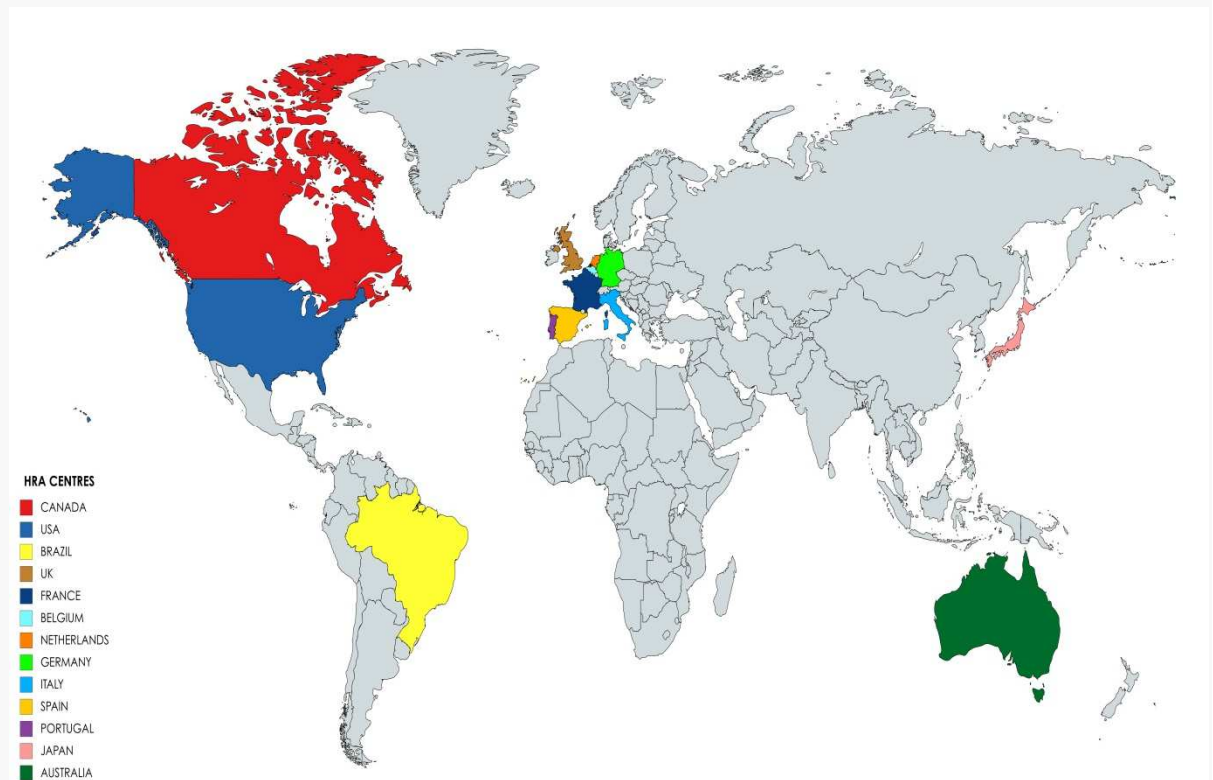 HRA CENTRES
CANADA
USA
BRAZIL
UK
FRANCE
BELGIUM
NETHERLANDS
GERMANY
ITALY
SPAIN
PORTUGAL
JAPAN
AUSTRALIA